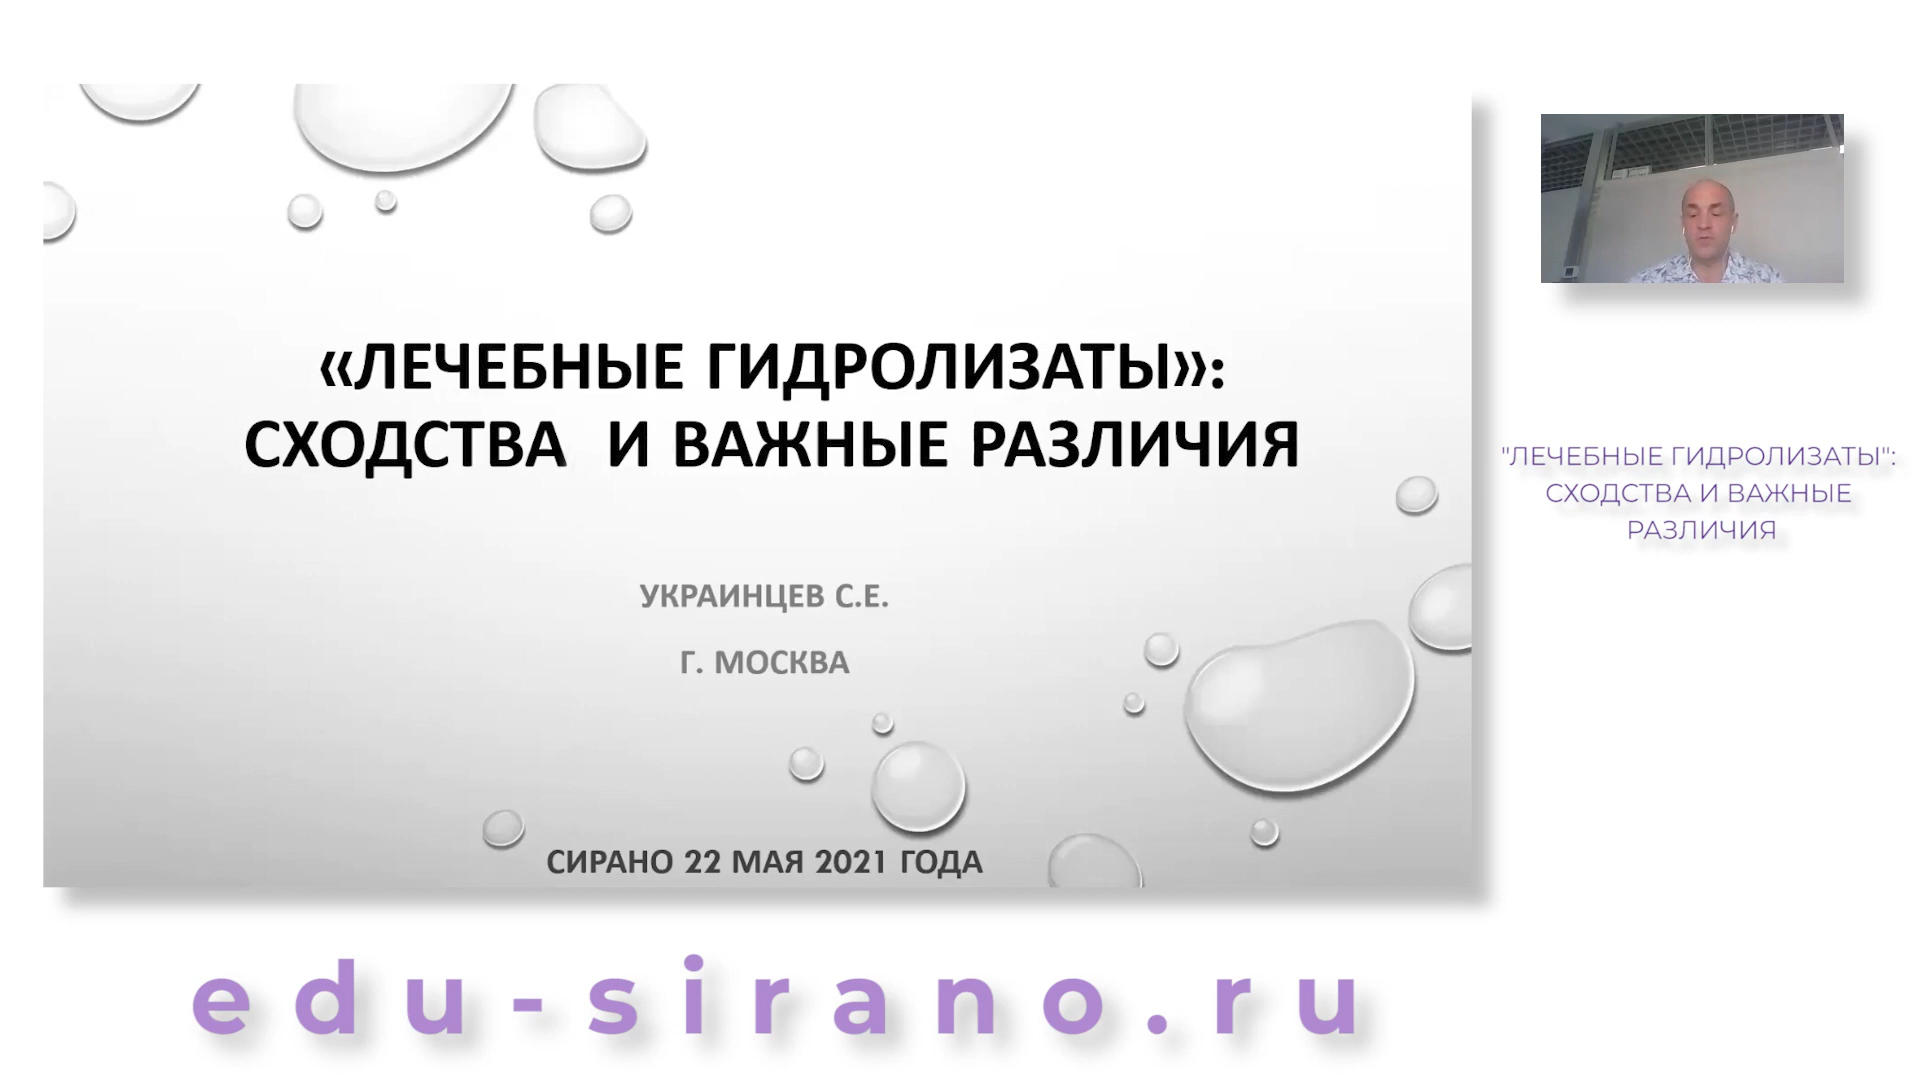 «ЛЕЧЕБНЫЕ ГИДРОЛИЗАТЫ»:
СХОДСТВА И ВАЖНЫЕ РАЗЛИЧИЯ
УКРАИНЦЕВ С.Е.
Г. МОСКВА
СИРАНО 22 МАЯ 2021 ГОДА
"ЛЕЧЕБНЫЕ ГИДРОЛИЗАТЫ":
СХОДСТВА И ВАЖНЫЕ
РАЗЛИЧИЯ
edu-sirano.ru